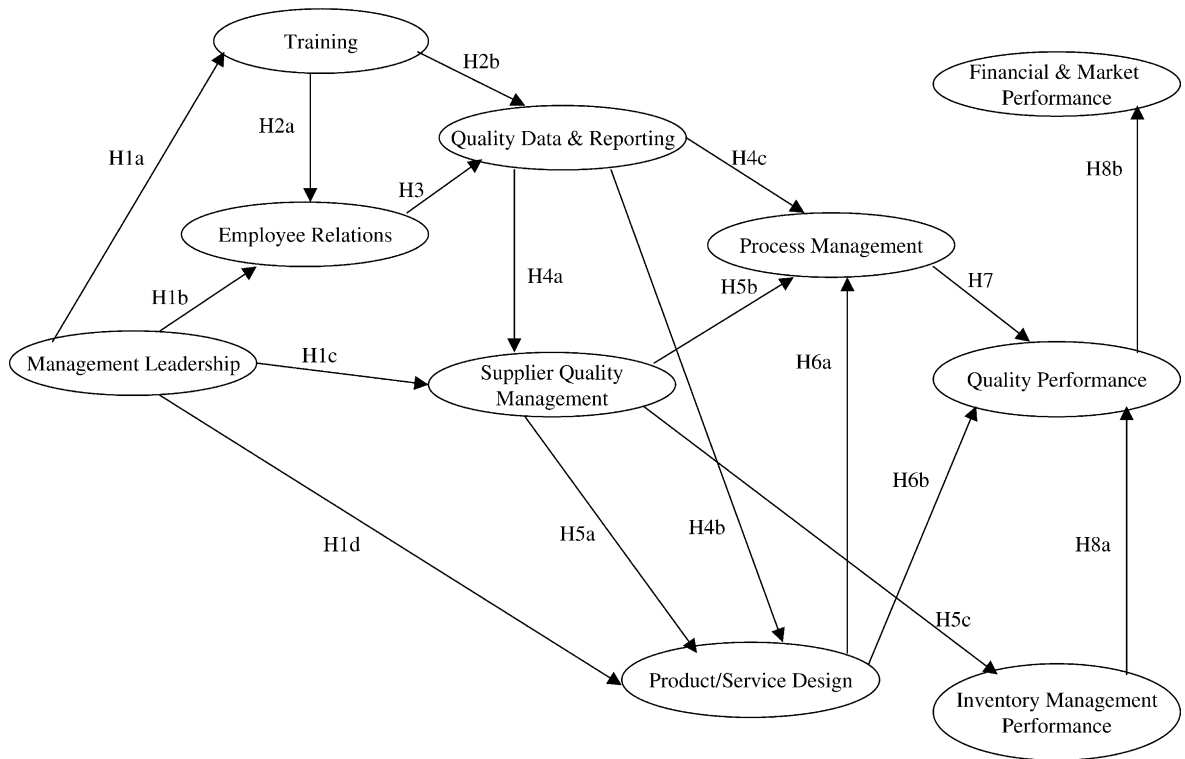 Training
H2b
Financial & Market
Performance
H2a
Quality Data & Reporting
H1a
H4c
H8b
H3
Employee Relations
Process Management
H4a
H5b
H7
H1b
H1c
H6a
Management Leadership
Supplier Quality
Management
Quality Performance
H6b
H5a
H4b
H1d
H8a
H5c
Product/Service Design
Inventory Management
Performance